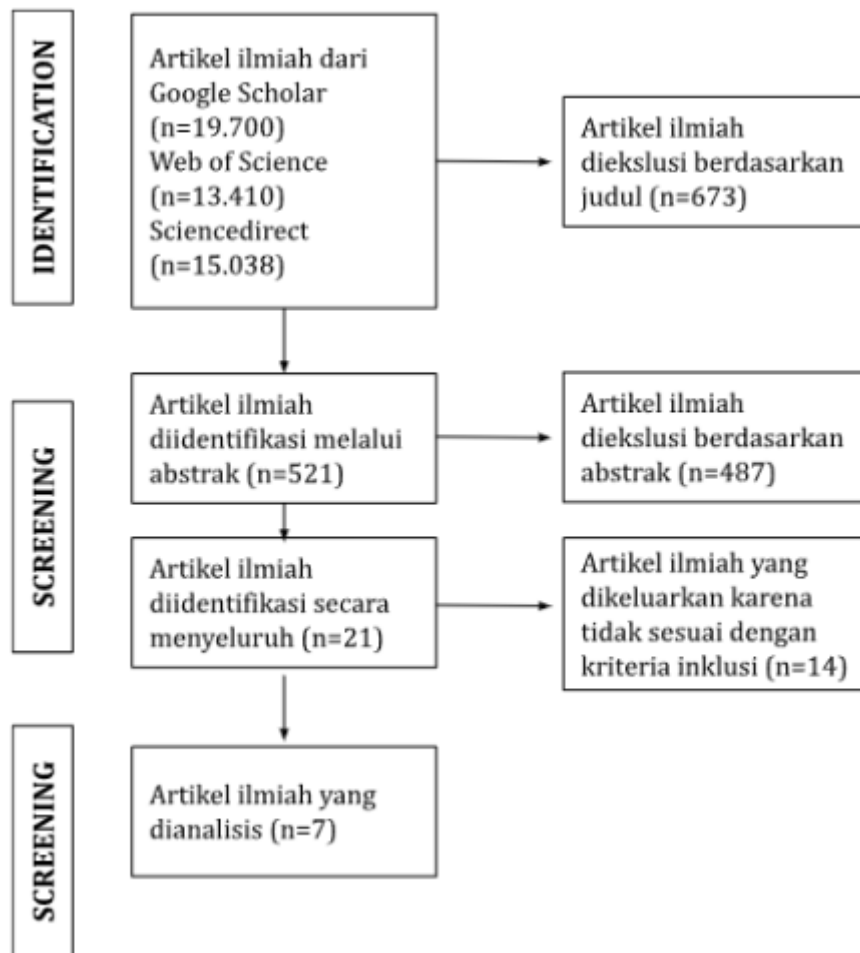 IDENTIFICATION
Artikel ilmiah dari
Google Scholar
(n=19.700)
Web of Science
(n=13.410)
Sciencedirect
(n=15.038)
Artikel ilmiah
diekslusi berdasarkan
judul (n=673)
SCREENING
Artikel ilmiah
diidentifikasi melalui
abstrak (n=521)
Artikel ilmiah
diekslusi berdasarkan
abstrak (n=487)
Artikel ilmiah
diidentifikasi secara
menyeluruh (n=21)
Artikel ilmiah yang
dikeluarkan karena
tidak sesuai dengan
kriteria inklusi (n=14)
SCREENING
Artikel ilmiah yang
dianalisis (n=7)